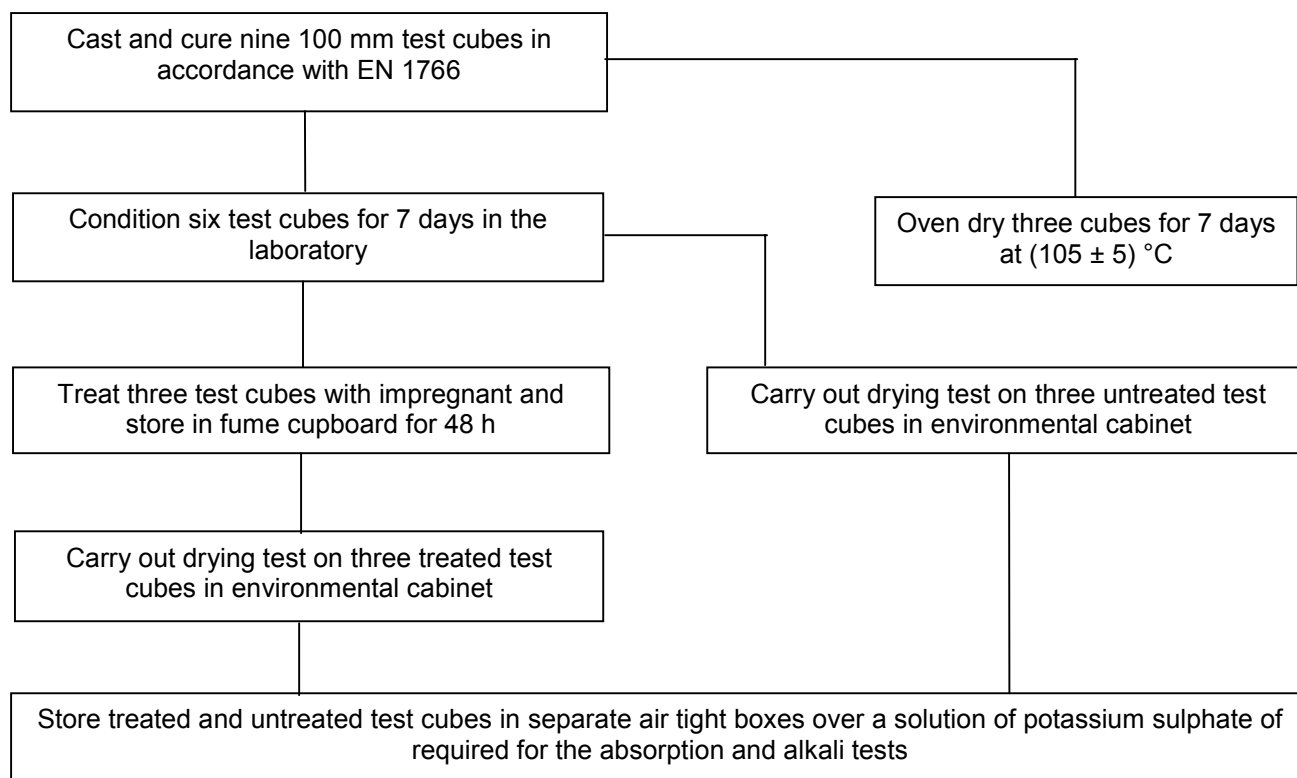 Cast and cure nine 100 mm test cubes in
accordance with EN 1766
Condition six test cubes for 7 days in the
laboratory
Oven dry three cubes for 7 days
at (105 ± 5) °C
Treat three test cubes with impregnant and
store in fume cupboard for 48 h
Carry out drying test on three untreated test
cubes in environmental cabinet
Carry out drying test on three treated test
cubes in environmental cabinet
Store treated and untreated test cubes in separate air tight boxes over a solution of potassium sulphate of
required for the absorption and alkali tests